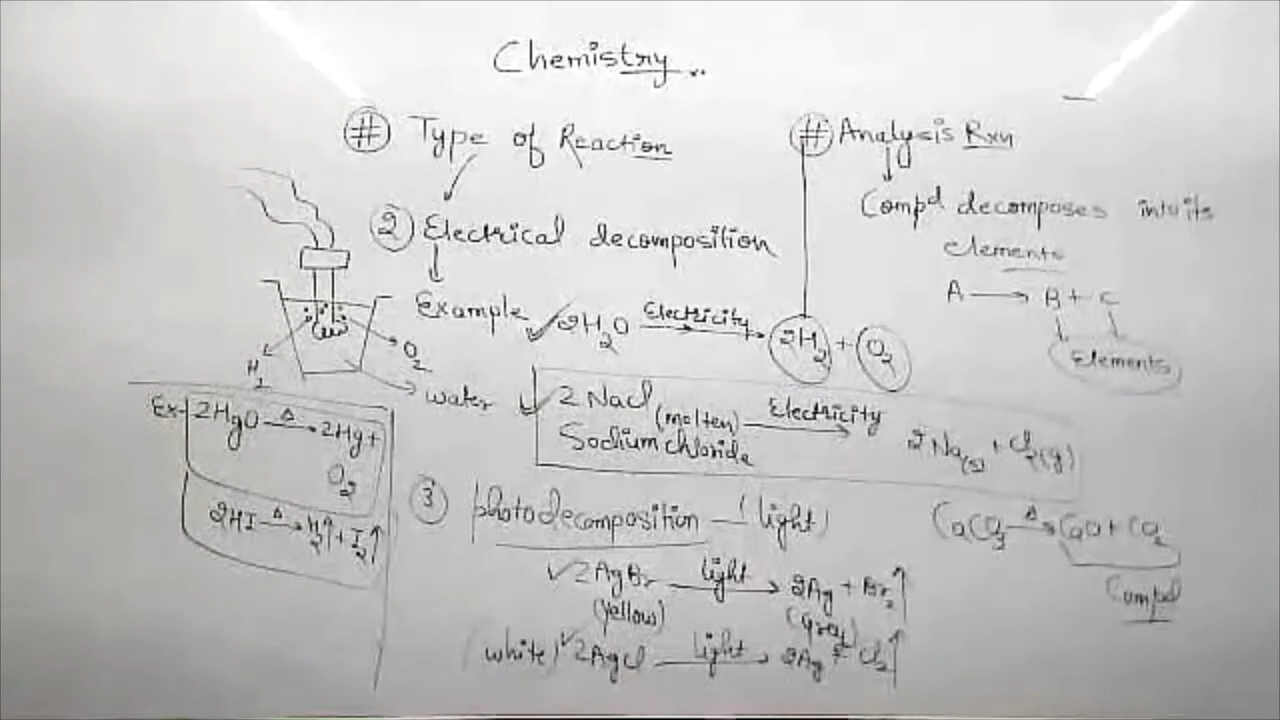 Chemistry
# Type of Reaction
2 Electrical decomposition
Example 2H₂O Electricity → 2H₂ + O₂
H₂
O₂
water
2 Nacl (molten) Electricity → 2Na(s) + Cl₂(g)
Sodium chloride
Ex- 2HgO Δ → 2Hg +
O₂
2HI Δ → H₂↑ + I₂↑
3 photodecomposition – (light)
2AgBr light → 2Ag + Br₂↑
(yellow) (gray)
(white) 2AgCl light → 2Ag + Cl₂↑
# Analysis Rxn
Compd decomposes into its
elements
A → B + C
Elements
CaCO₃ Δ → CaO + CO₂
Compd